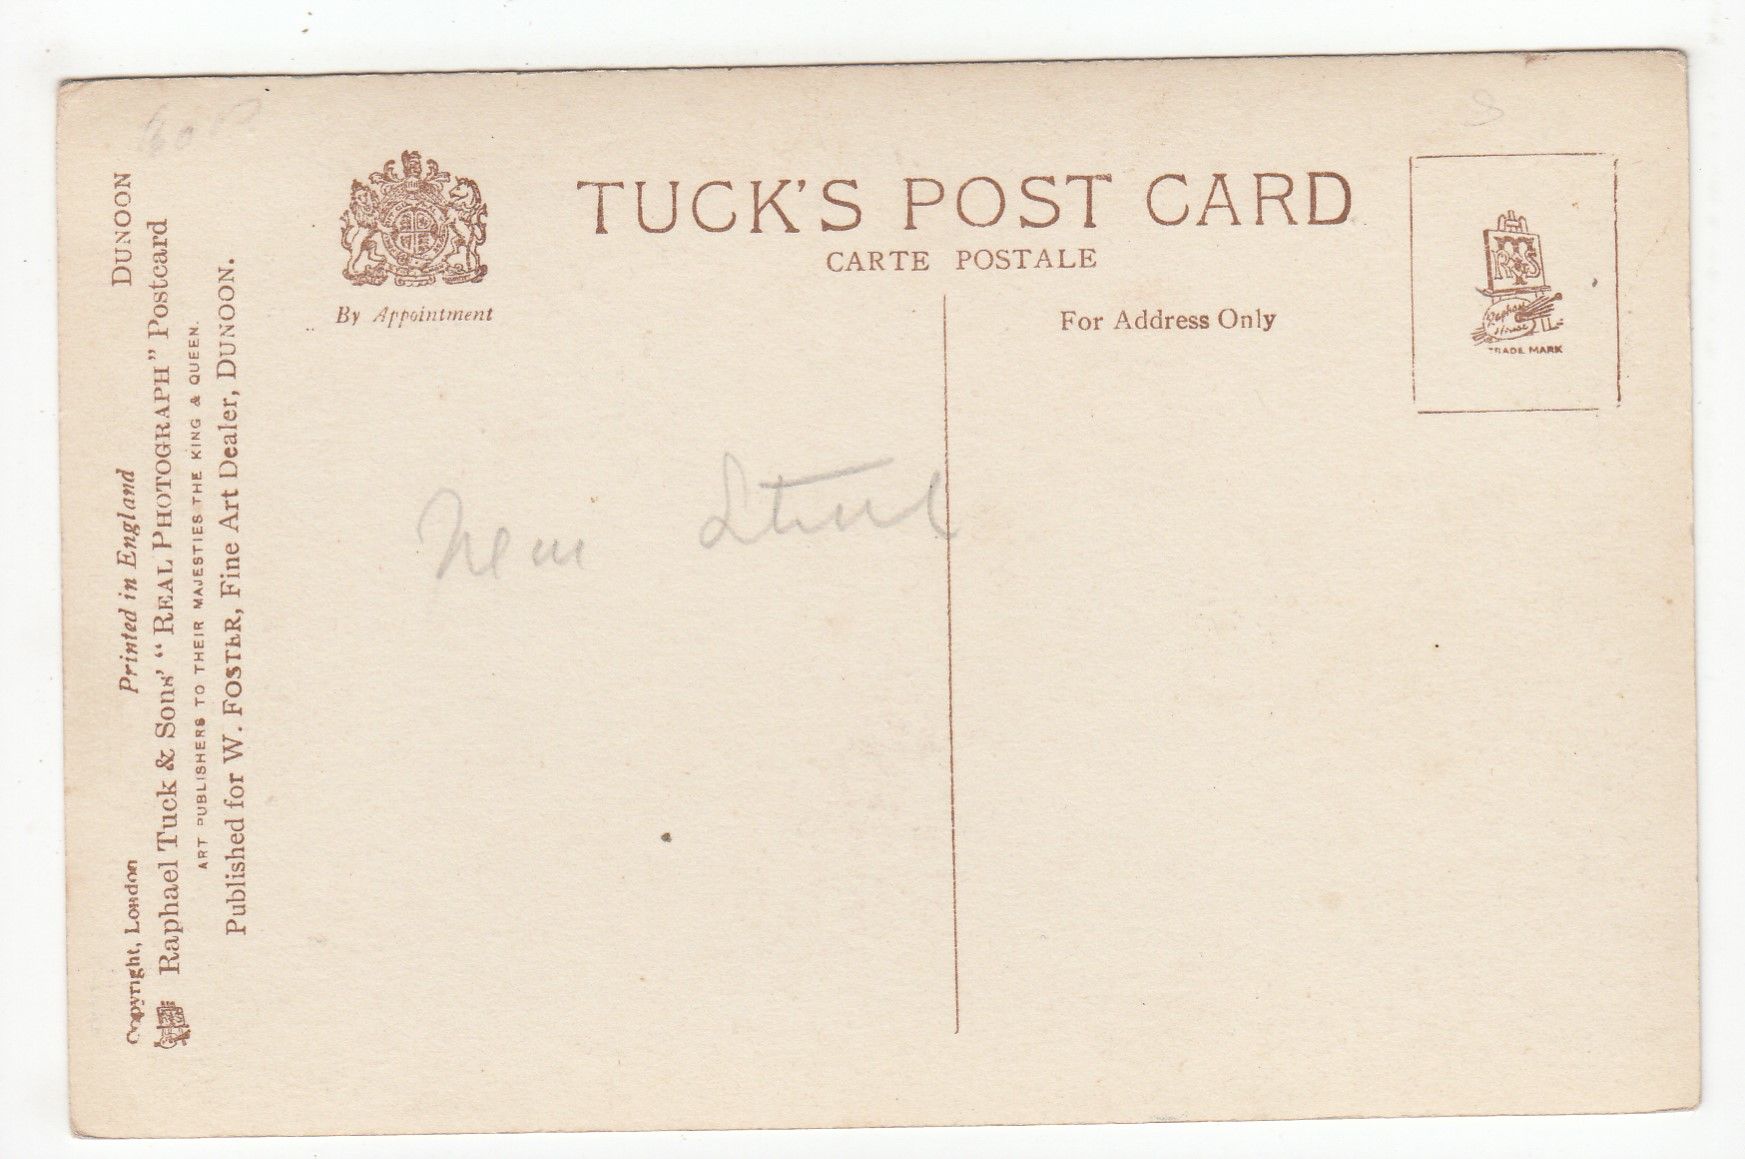 DUNOON
Copyright, London
Printed in England
Raphael Tuck & Sons' “REAL PHOTOGRAPH” Postcard
ART PUBLISHERS TO THEIR MAJESTIES THE KING & QUEEN.
Published for W. FOSTER, Fine Art Dealer, DUNOON.
By Appointment
TUCK'S POST CARD
CARTE POSTALE
For Address Only
Raphael House
TRADE MARK